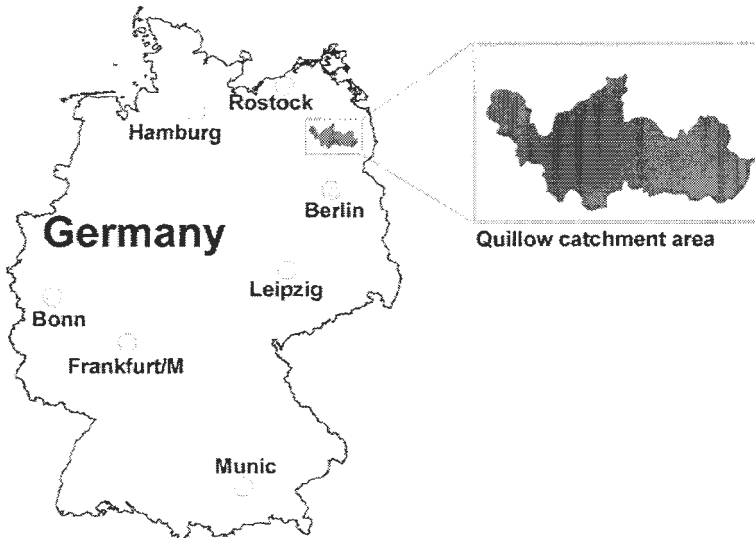 Rostock
Hamburg
Berlin
Germany
Quillow catchment area
Leipzig
Bonn
Frankfurt/M
Munic